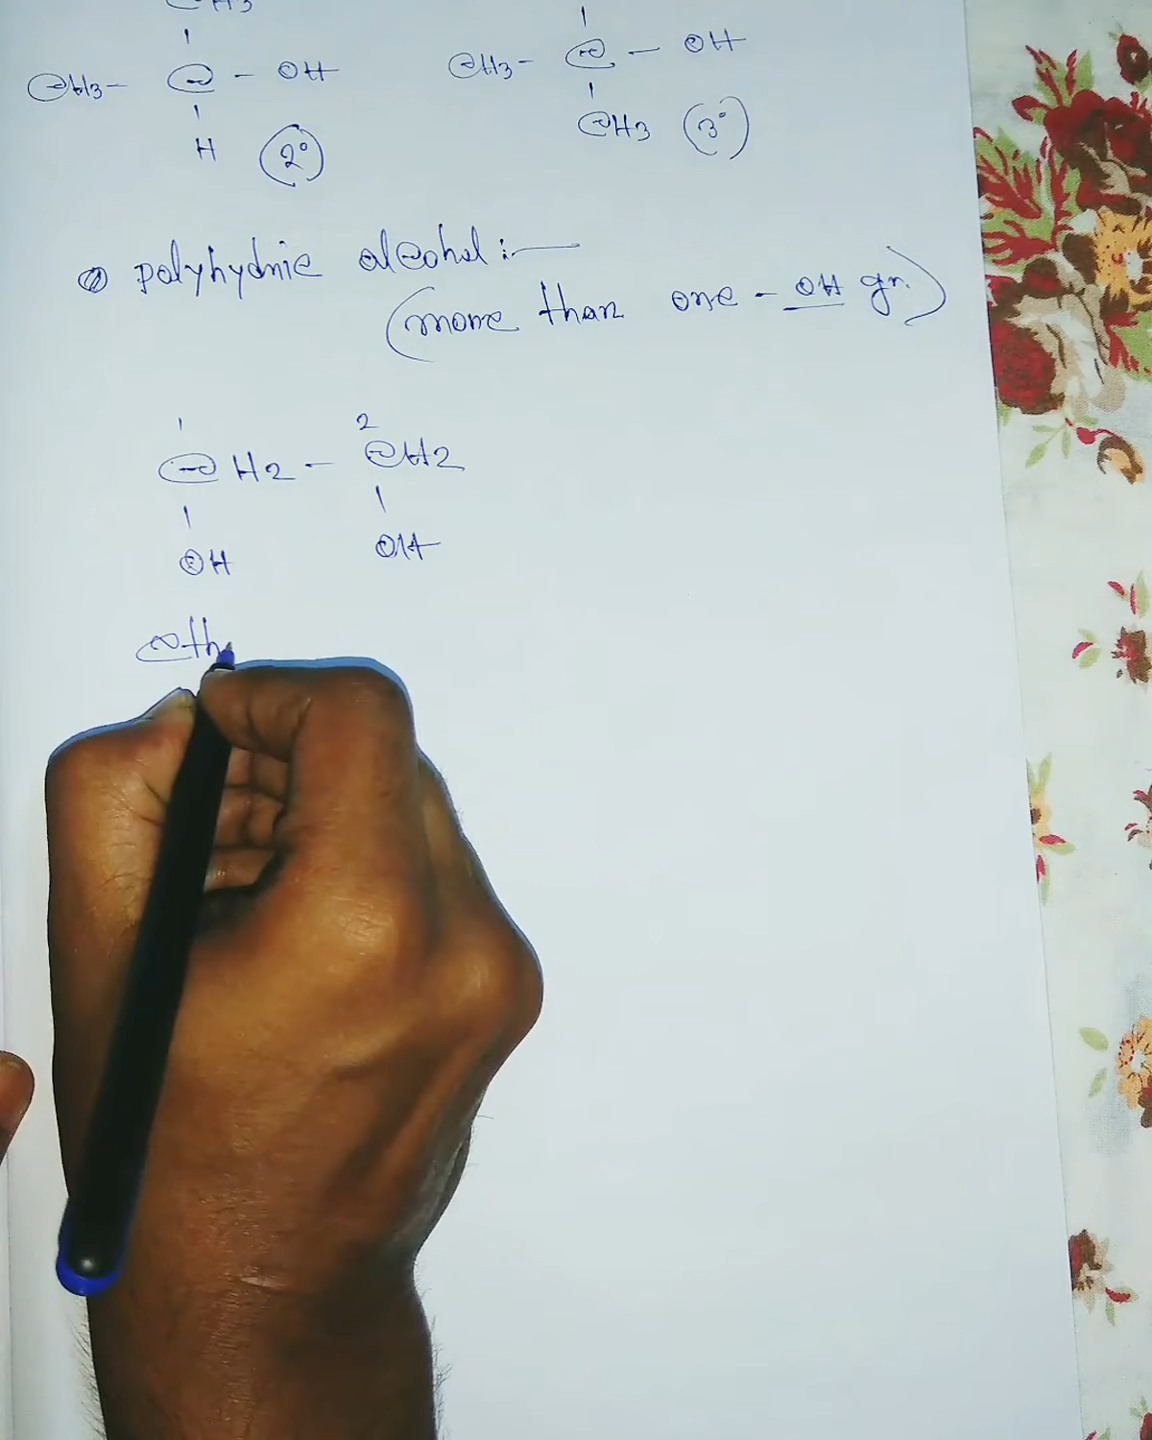 CH3
CH3- C - OH
H (2°)
CH3- C - OH
CH3 (3°)
polyhydric alcohol :-
(more than one - OH gr.)
1 2
CH2 - CH2
OH OH
eth